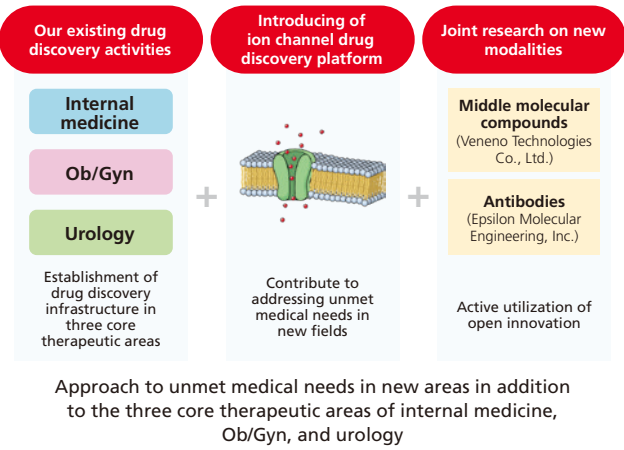 Our existing drug
discovery activities
Internal
medicine
Ob/Gyn
Urology
Establishment of
drug discovery
infrastructure in
three core
therapeutic areas
+
Introducing of
ion channel drug
discovery platform
Contribute to
addressing unmet
medical needs in
new fields
+
Joint research on new
modalities
Middle molecular
compounds
(Veneno Technologies
Co., Ltd.)
Antibodies
(Epsilon Molecular
Engineering, Inc.)
Active utilization of
open innovation
Approach to unmet medical needs in new areas in addition
to the three core therapeutic areas of internal medicine,
Ob/Gyn, and urology